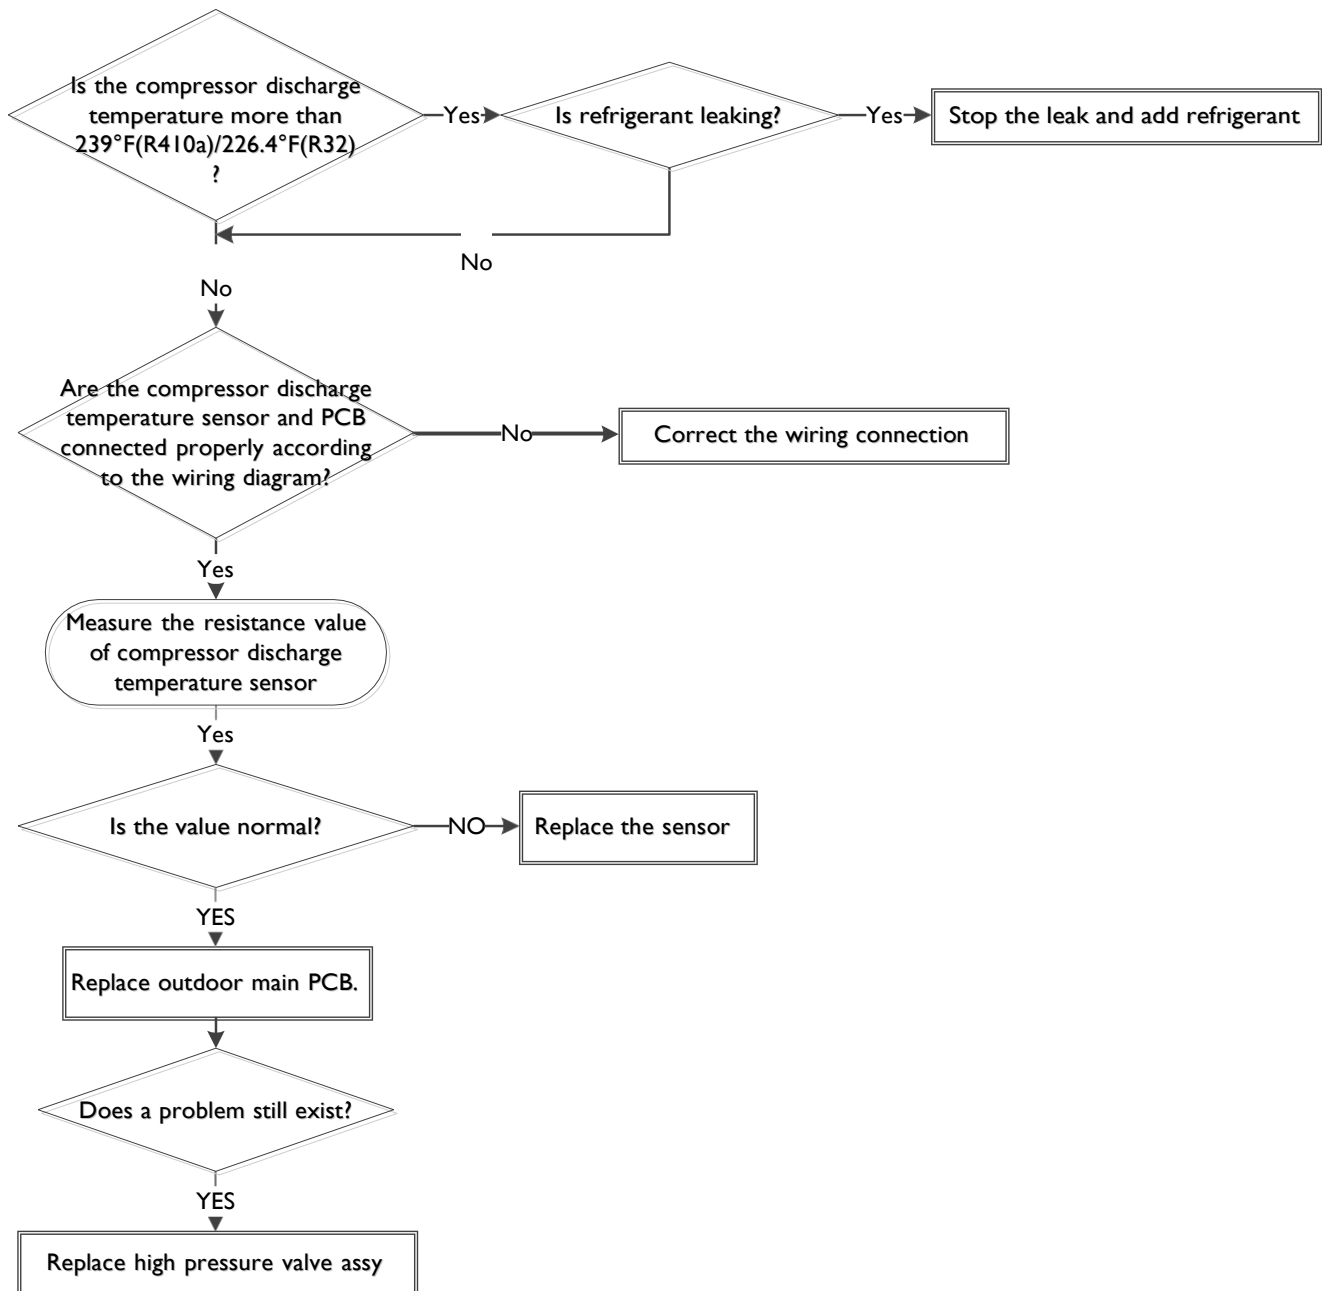 Is the compressor discharge
temperature more than
239°F(R410a)/226.4°F(R32)
?
Yes
Is refrigerant leaking?
Yes
Stop the leak and add refrigerant
No
No
Are the compressor discharge
temperature sensor and PCB
connected properly according
to the wiring diagram?
No
Correct the wiring connection
Yes
Measure the resistance value
of compressor discharge
temperature sensor
Yes
Is the value normal?
NO
Replace the sensor
YES
Replace outdoor main PCB.
Does a problem still exist?
YES
Replace high pressure valve assy